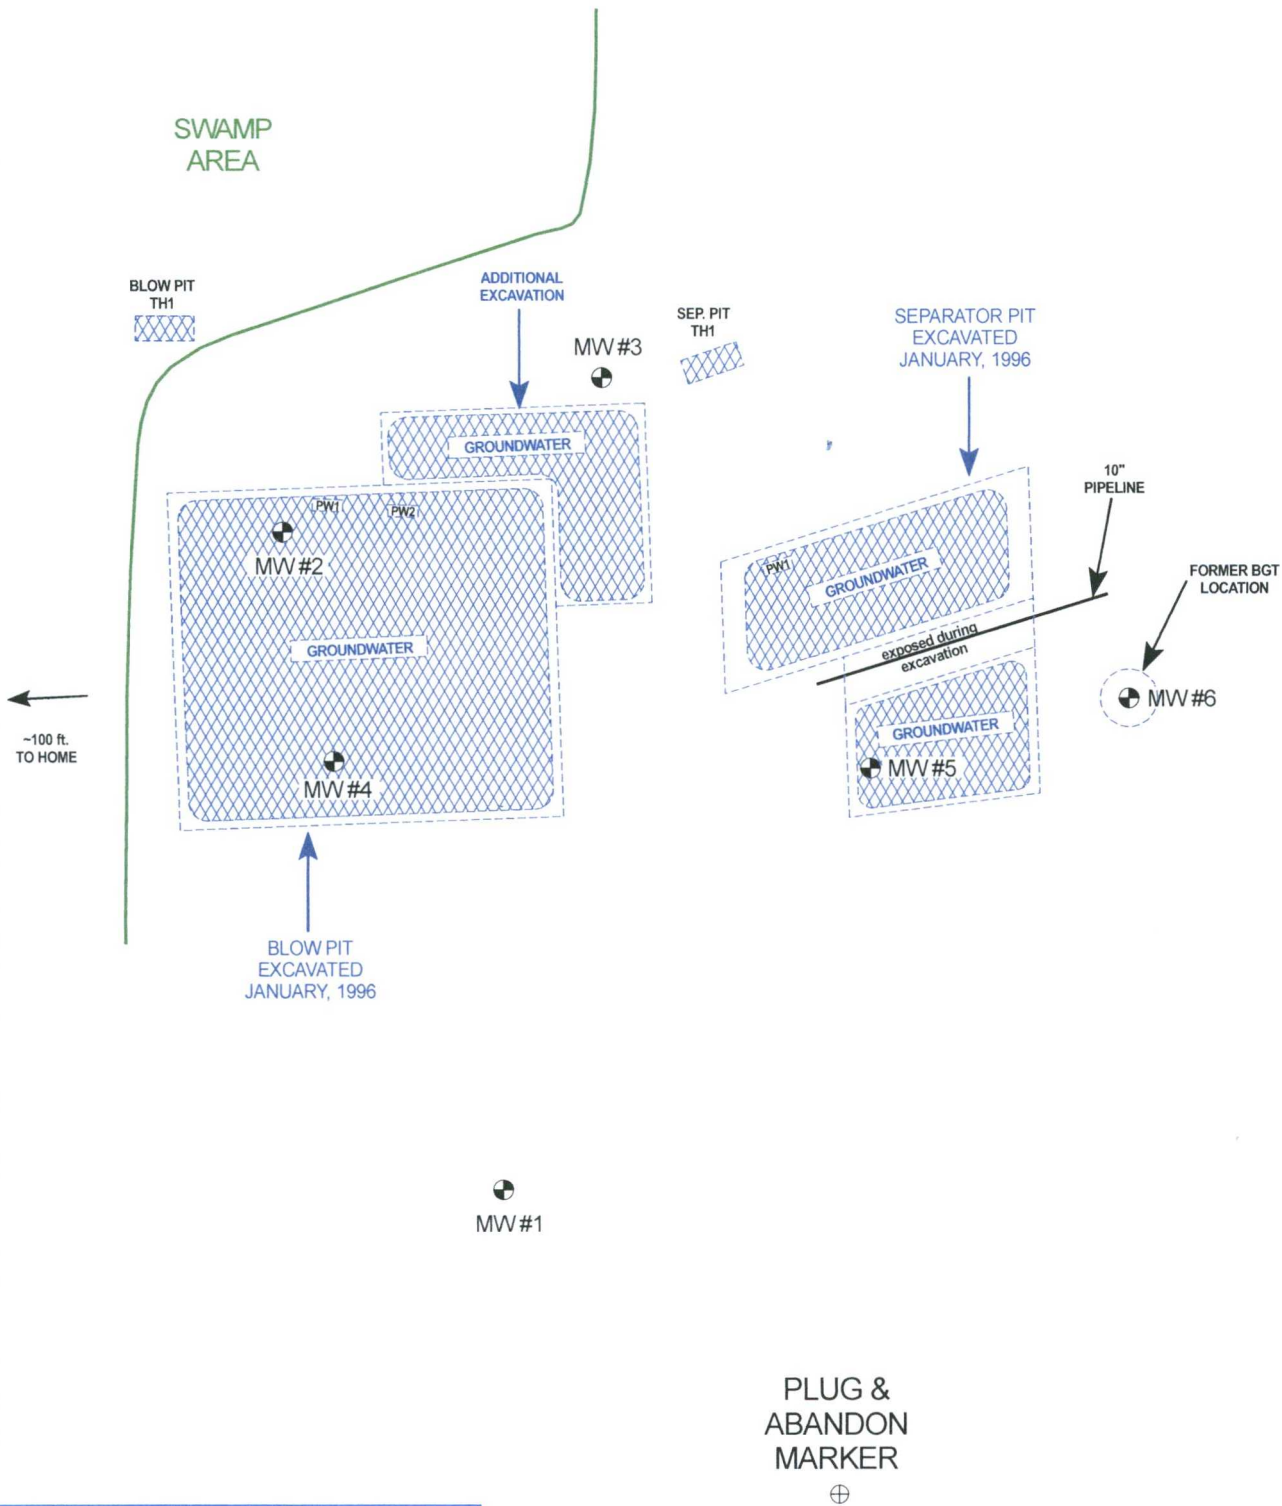 SWAMP
AREA
BLOW PIT
TH1
ADDITIONAL
EXCAVATION
SEP. PIT
TH1
MW #3
SEPARATOR PIT
EXCAVATED
JANUARY, 1996
GROUNDWATER
10"
PIPELINE
PW1
PW2
MW #2
PW1
GROUNDWATER
FORMER BGT
LOCATION
GROUNDWATER
exposed during
excavation
MW #6
~100 ft.
TO HOME
GROUNDWATER
MW #5
MW #4
BLOW PIT
EXCAVATED
JANUARY, 1996
MW #1
PLUG &
ABANDON
MARKER